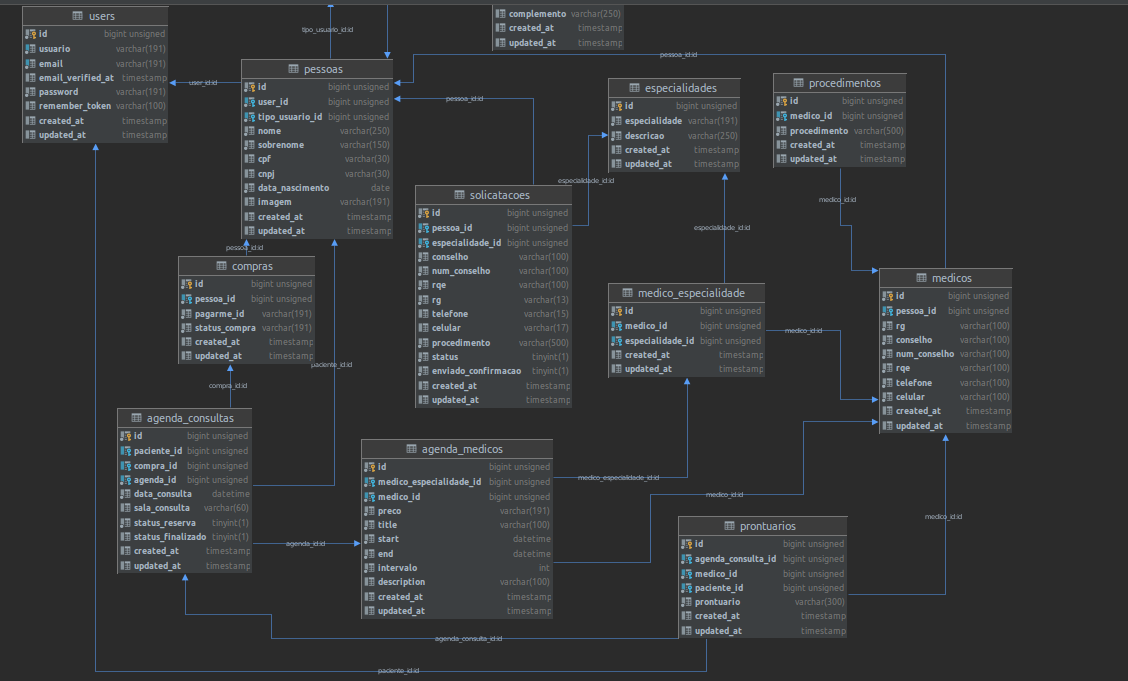 users
id bigint unsigned
usuario varchar(191)
email varchar(191)
email_verified_at timestamp
password varchar(191)
remember_token varchar(100)
created_at timestamp
updated_at timestamp
tipo_usuario_id:id
complemento varchar(250)
created_at timestamp
updated_at timestamp
user_id:id
pessoas
id bigint unsigned
user_id bigint unsigned
tipo_usuario_id bigint unsigned
nome varchar(250)
sobrenome varchar(150)
cpf varchar(30)
cnpj varchar(30)
data_nascimento date
imagem varchar(191)
created_at timestamp
updated_at timestamp
pessoa_id:id
pessoa_id:id
especialidades
id bigint unsigned
especialidade varchar(191)
descricao varchar(250)
created_at timestamp
updated_at timestamp
procedimentos
id bigint unsigned
medico_id bigint unsigned
procedimento varchar(500)
created_at timestamp
updated_at timestamp
especialidade_id:id
especialidade_id:id
medico_id:id
solicatacoes
id bigint unsigned
pessoa_id bigint unsigned
especialidade_id bigint unsigned
conselho varchar(100)
num_conselho varchar(100)
rqe varchar(100)
rg varchar(13)
telefone varchar(15)
celular varchar(17)
procedimento varchar(500)
status tinyint(1)
enviado_confirmacao tinyint(1)
created_at timestamp
updated_at timestamp
pessoa_id:id
compras
id bigint unsigned
pessoa_id bigint unsigned
pagarme_id varchar(191)
status_compra varchar(191)
created_at timestamp
updated_at timestamp
paciente_id:id
compra_id:id
medico_especialidade
id bigint unsigned
medico_id bigint unsigned
especialidade_id bigint unsigned
created_at timestamp
updated_at timestamp
medico_id:id
medicos
id bigint unsigned
pessoa_id bigint unsigned
rg varchar(100)
conselho varchar(100)
num_conselho varchar(100)
rqe varchar(100)
telefone varchar(100)
celular varchar(100)
created_at timestamp
updated_at timestamp
agenda_consultas
id bigint unsigned
paciente_id bigint unsigned
compra_id bigint unsigned
agenda_id bigint unsigned
data_consulta datetime
sala_consulta varchar(60)
status_reserva tinyint(1)
status_finalizado tinyint(1)
created_at timestamp
updated_at timestamp
agenda_id:id
agenda_medicos
id bigint unsigned
medico_especialidade_id bigint unsigned
medico_id bigint unsigned
preco varchar(191)
title varchar(100)
start datetime
end datetime
intervalo int
description varchar(100)
created_at timestamp
updated_at timestamp
medico_especialidade_id:id
medico_id:id
medico_id:id
prontuarios
id bigint unsigned
agenda_consulta_id bigint unsigned
medico_id bigint unsigned
paciente_id bigint unsigned
prontuario varchar(300)
created_at timestamp
updated_at timestamp
agenda_consulta_id:id
paciente_id:id